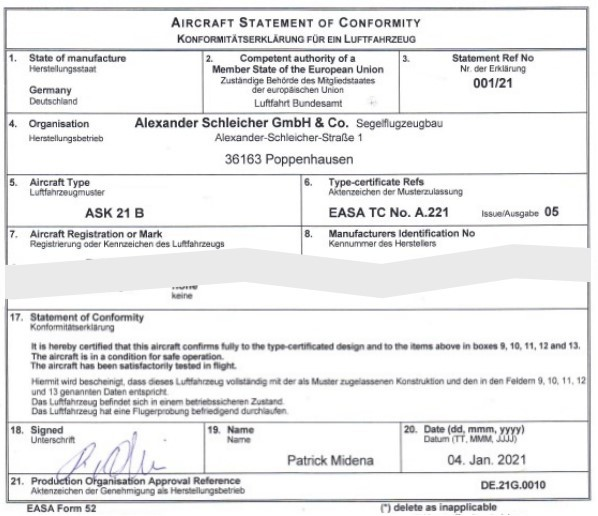 AIRCRAFT STATEMENT OF CONFORMITY
KONFORMITÄTSERKLÄRUNG FÜR EIN LUFTFAHRZEUG
1. State of manufacture
Herstellungsstaat
Germany
Deutschland
2. Competent authority of a
Member State of the European Union
Zuständige Behörde des Mitgliedstaates
der europäischen Union
Luftfahrt Bundesamt
3. Statement Ref No
Nr. der Erklärung
001/21
4. Organisation
Herstellungsbetrieb
Alexander Schleicher GmbH & Co. Segelflugzeugbau
Alexander-Schleicher-Straße 1
36163 Poppenhausen
5. Aircraft Type
Luftfahrzeugmuster
ASK 21 B
6. Type-certificate Refs
Aktenzeichen der Musterzulassung
EASA TC No. A.221 Issue/Ausgabe 05
7. Aircraft Registration or Mark
Registrierung oder Kennzeichen des Luftfahrzeugs
8. Manufacturers Identification No
Kennummer des Herstellers
keine
17. Statement of Conformity
Konformitätserklärung
It is hereby certified that this aircraft confirms fully to the type-certificated design and to the items above in boxes 9, 10, 11, 12 and 13.
The aircraft is in a condition for safe operation.
The aircraft has been satisfactorily tested in flight.
Hiermit wird bescheinigt, dass dieses Luftfahrzeug vollständig mit der als Muster zugelassenen Konstruktion und den in den Feldern 9, 10, 11, 12
und 13 genannten Daten entspricht.
Das Luftfahrzeug befindet sich in einem betriebssicheren Zustand.
Das Luftfahrzeug hat eine Flugerprobung befriedigend durchlaufen.
18. Signed
Unterschrift
19. Name
Name
Patrick Midena
20. Date (dd, mmm, yyyy)
Datum (TT, MMM, JJJJ)
04. Jan. 2021
21. Production Organisation Approval Reference
Aktenzeichen der Genehmigung als Herstellungsbetrieb
DE.21G.0010
EASA Form 52
(*) delete as inapplicable